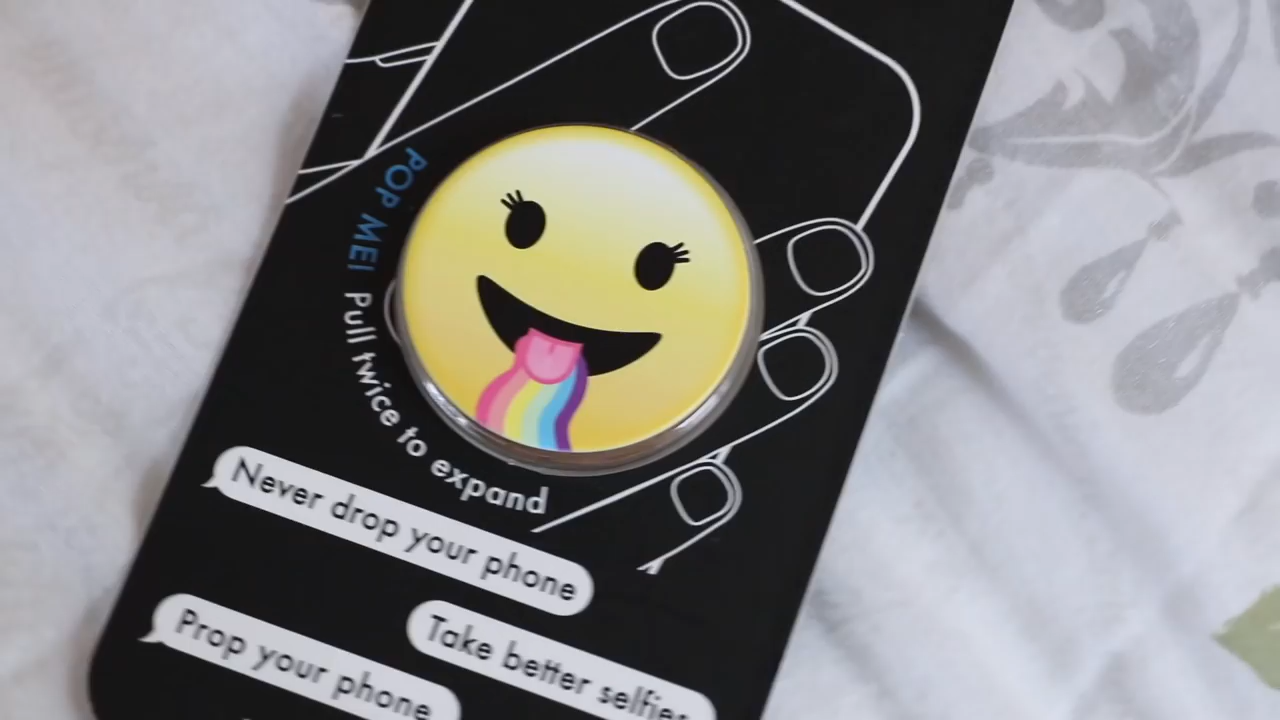 POP ME! Pull twice to expand
Never drop your phone
Take better selfies
Prop your phone